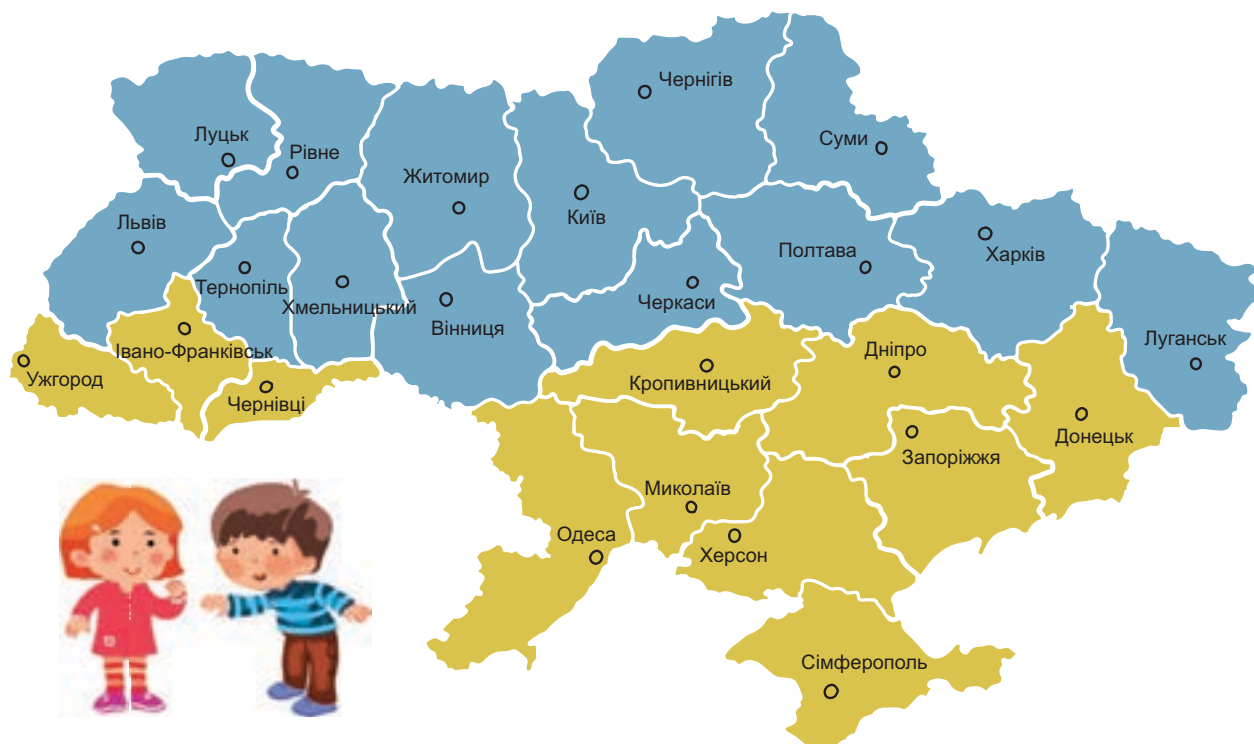 Чернігів
Луцьк
Рівне
Суми
Житомир
Київ
Львів
Полтава
Харків
Тернопіль
Хмельницький
Черкаси
Вінниця
Івано-Франківськ
Дніпро
Луганськ
Ужгород
Кропивницький
Чернівці
Донецьк
Запоріжжя
Миколаїв
Одеса
Херсон
Сімферополь